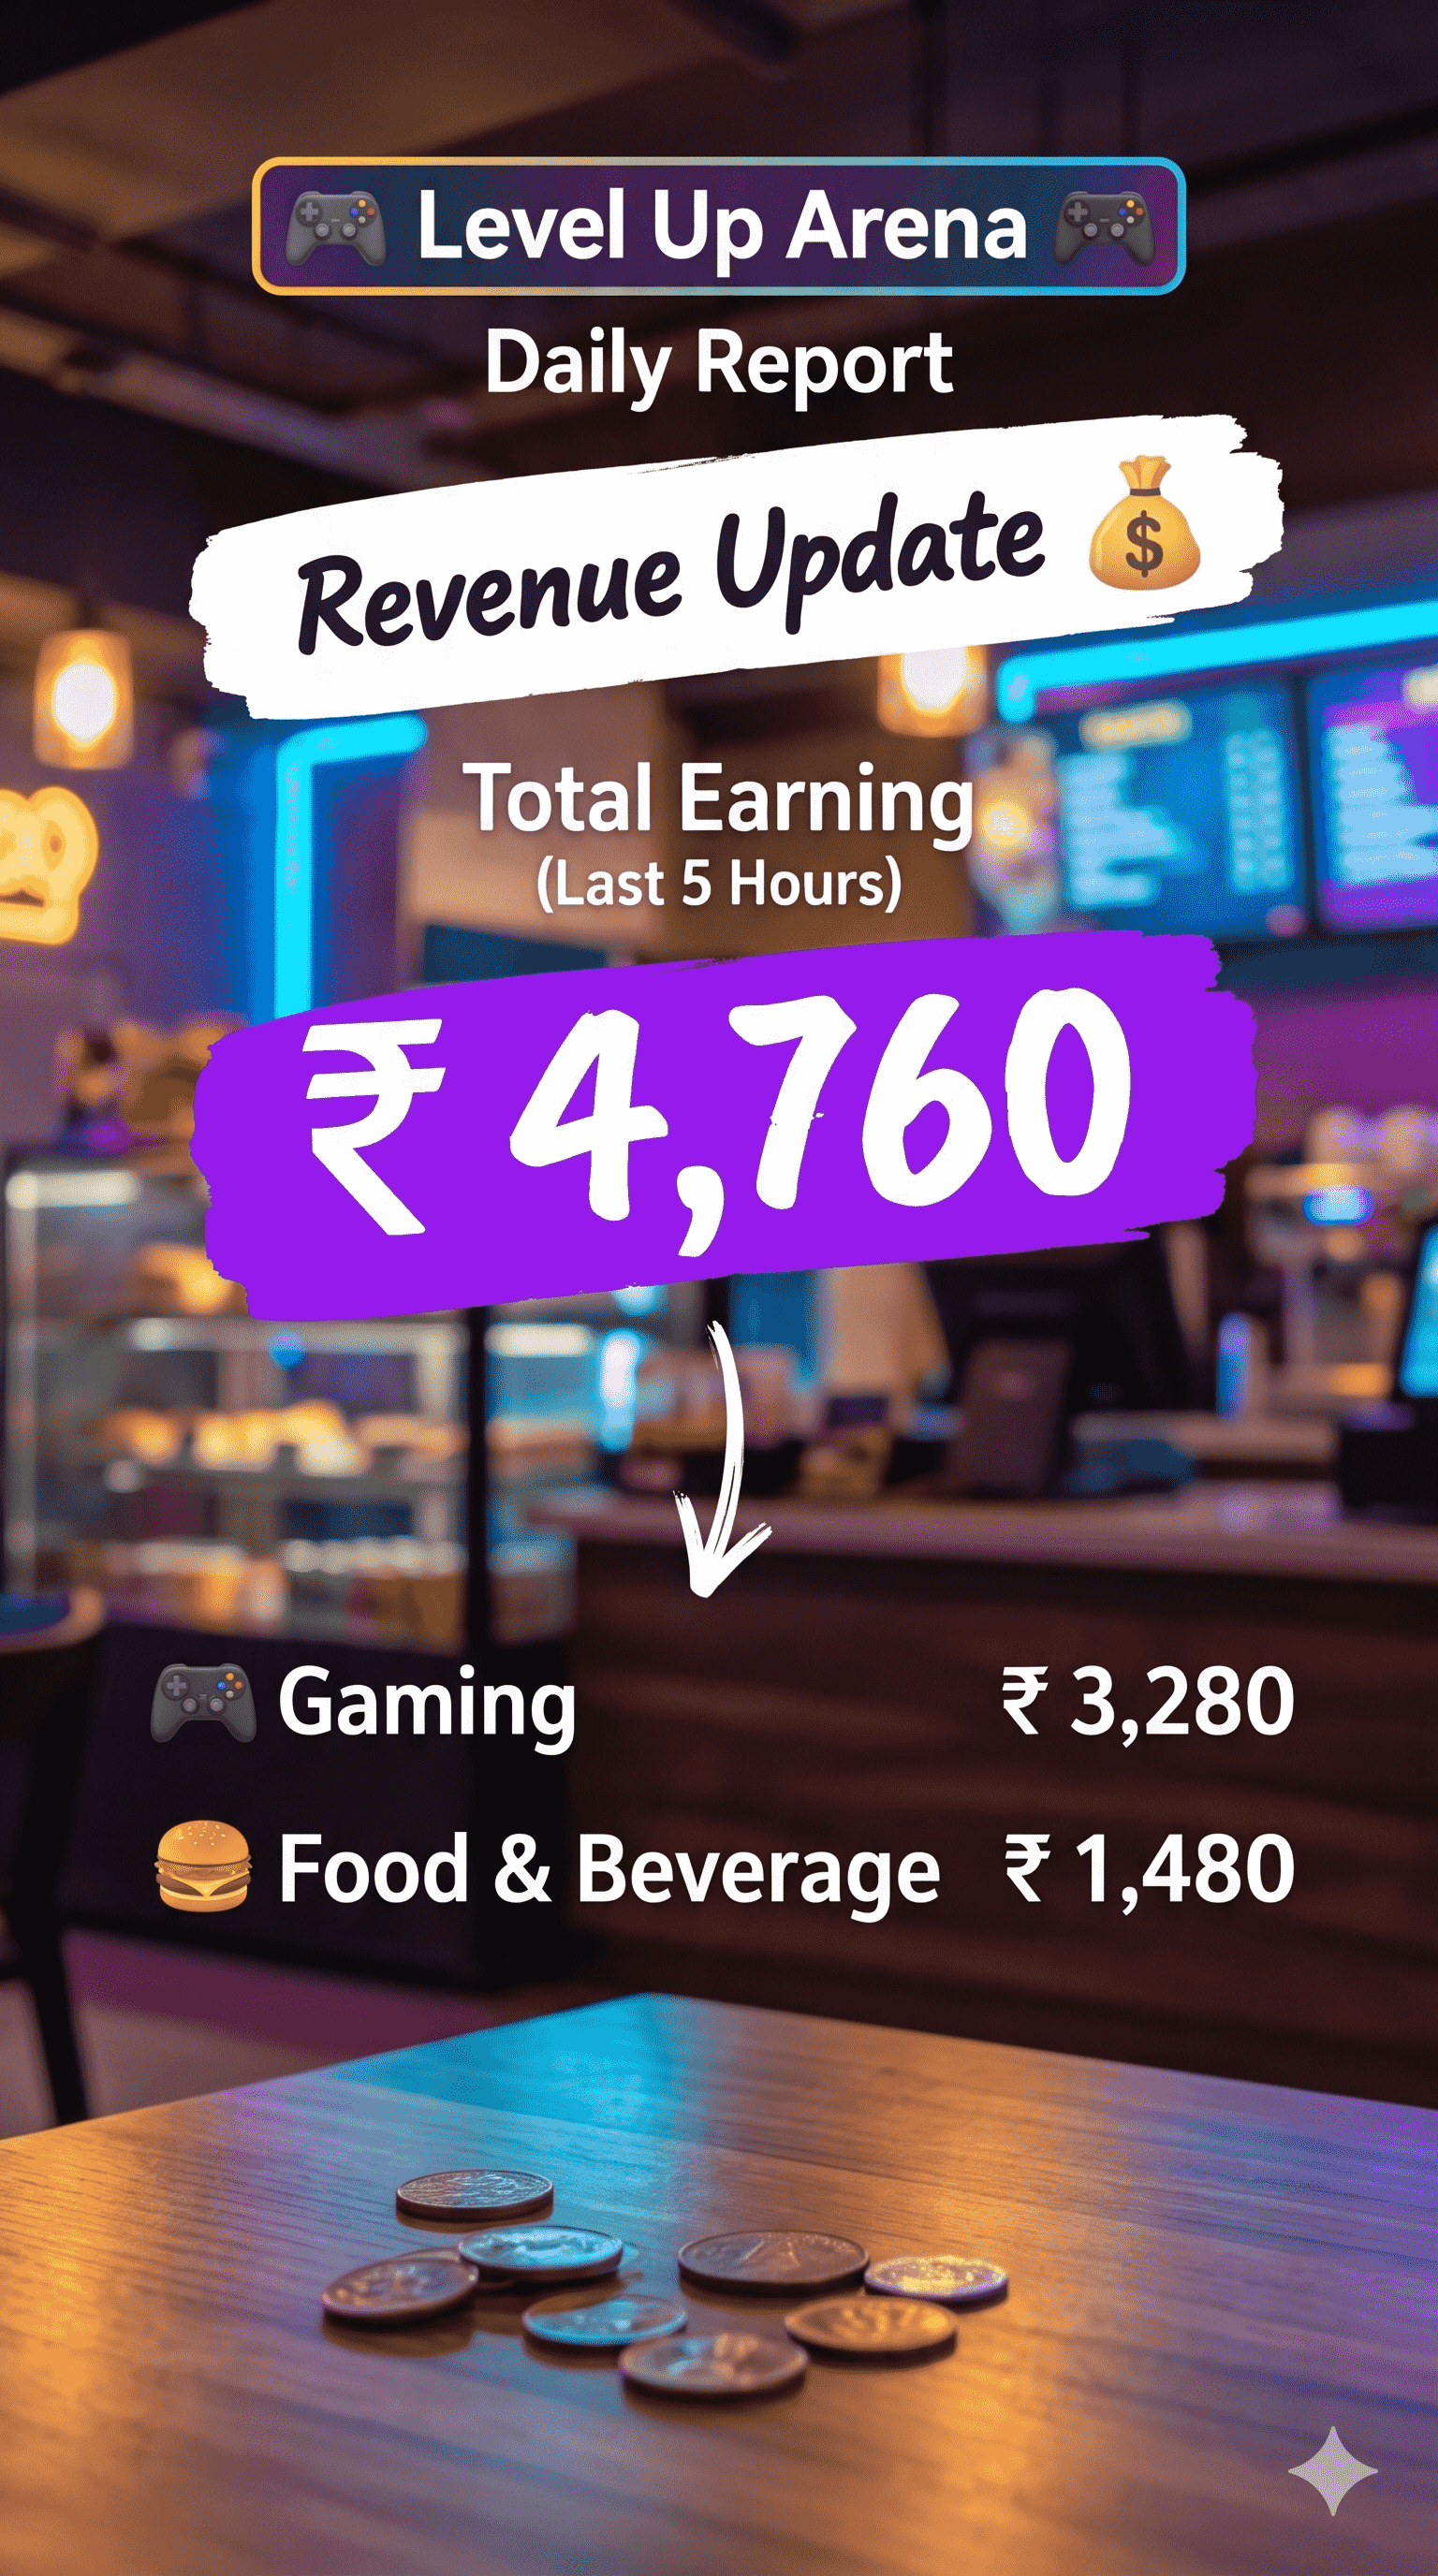 Level Up Arena
Daily Report
Revenue Update
Total Earning
(Last 5 Hours)
₹ 4,760
Gaming ₹ 3,280
Food & Beverage ₹ 1,480